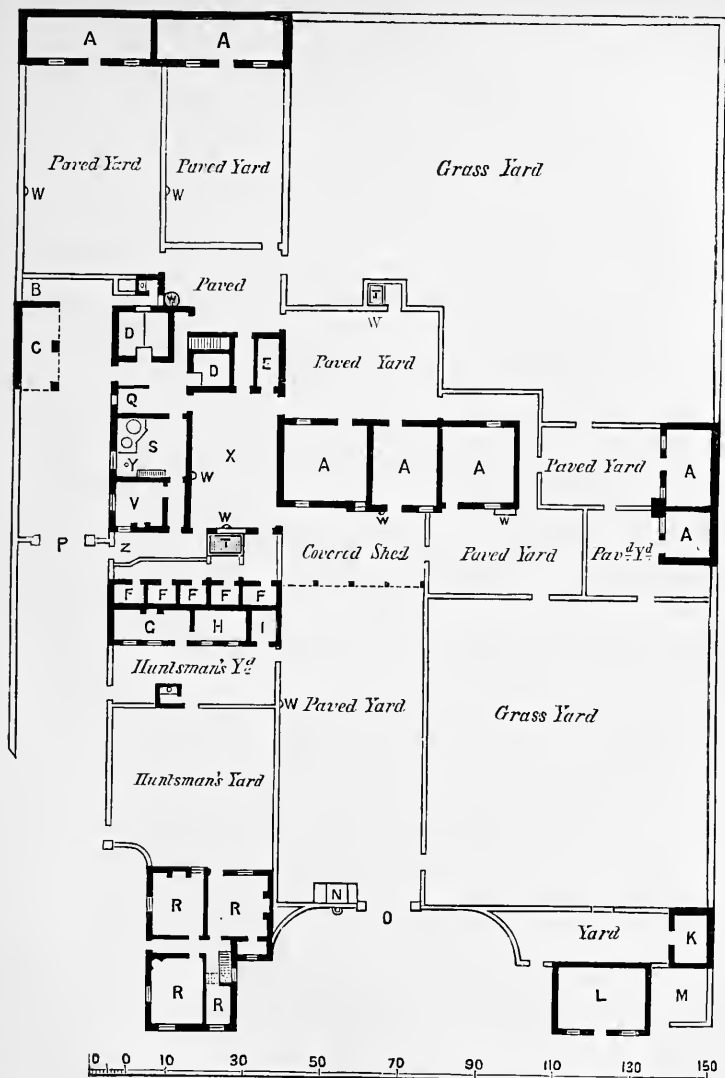 A A
Paved Yard Paved Yard Grass Yard
W W
Paved
B W J
W
C D D E Paved Yard
Q
S X A A A Paved Yard A
Y
W
V
W W W
P Z T Covered Shed Paved Yard Pavd. Yd. A
F F F F F
G H I
Huntsman's Yd.
W Paved Yard Grass Yard
Huntsman's Yard
R R N
O Yard K
R R L M
10 0 10 30 50 70 90 110 130 150